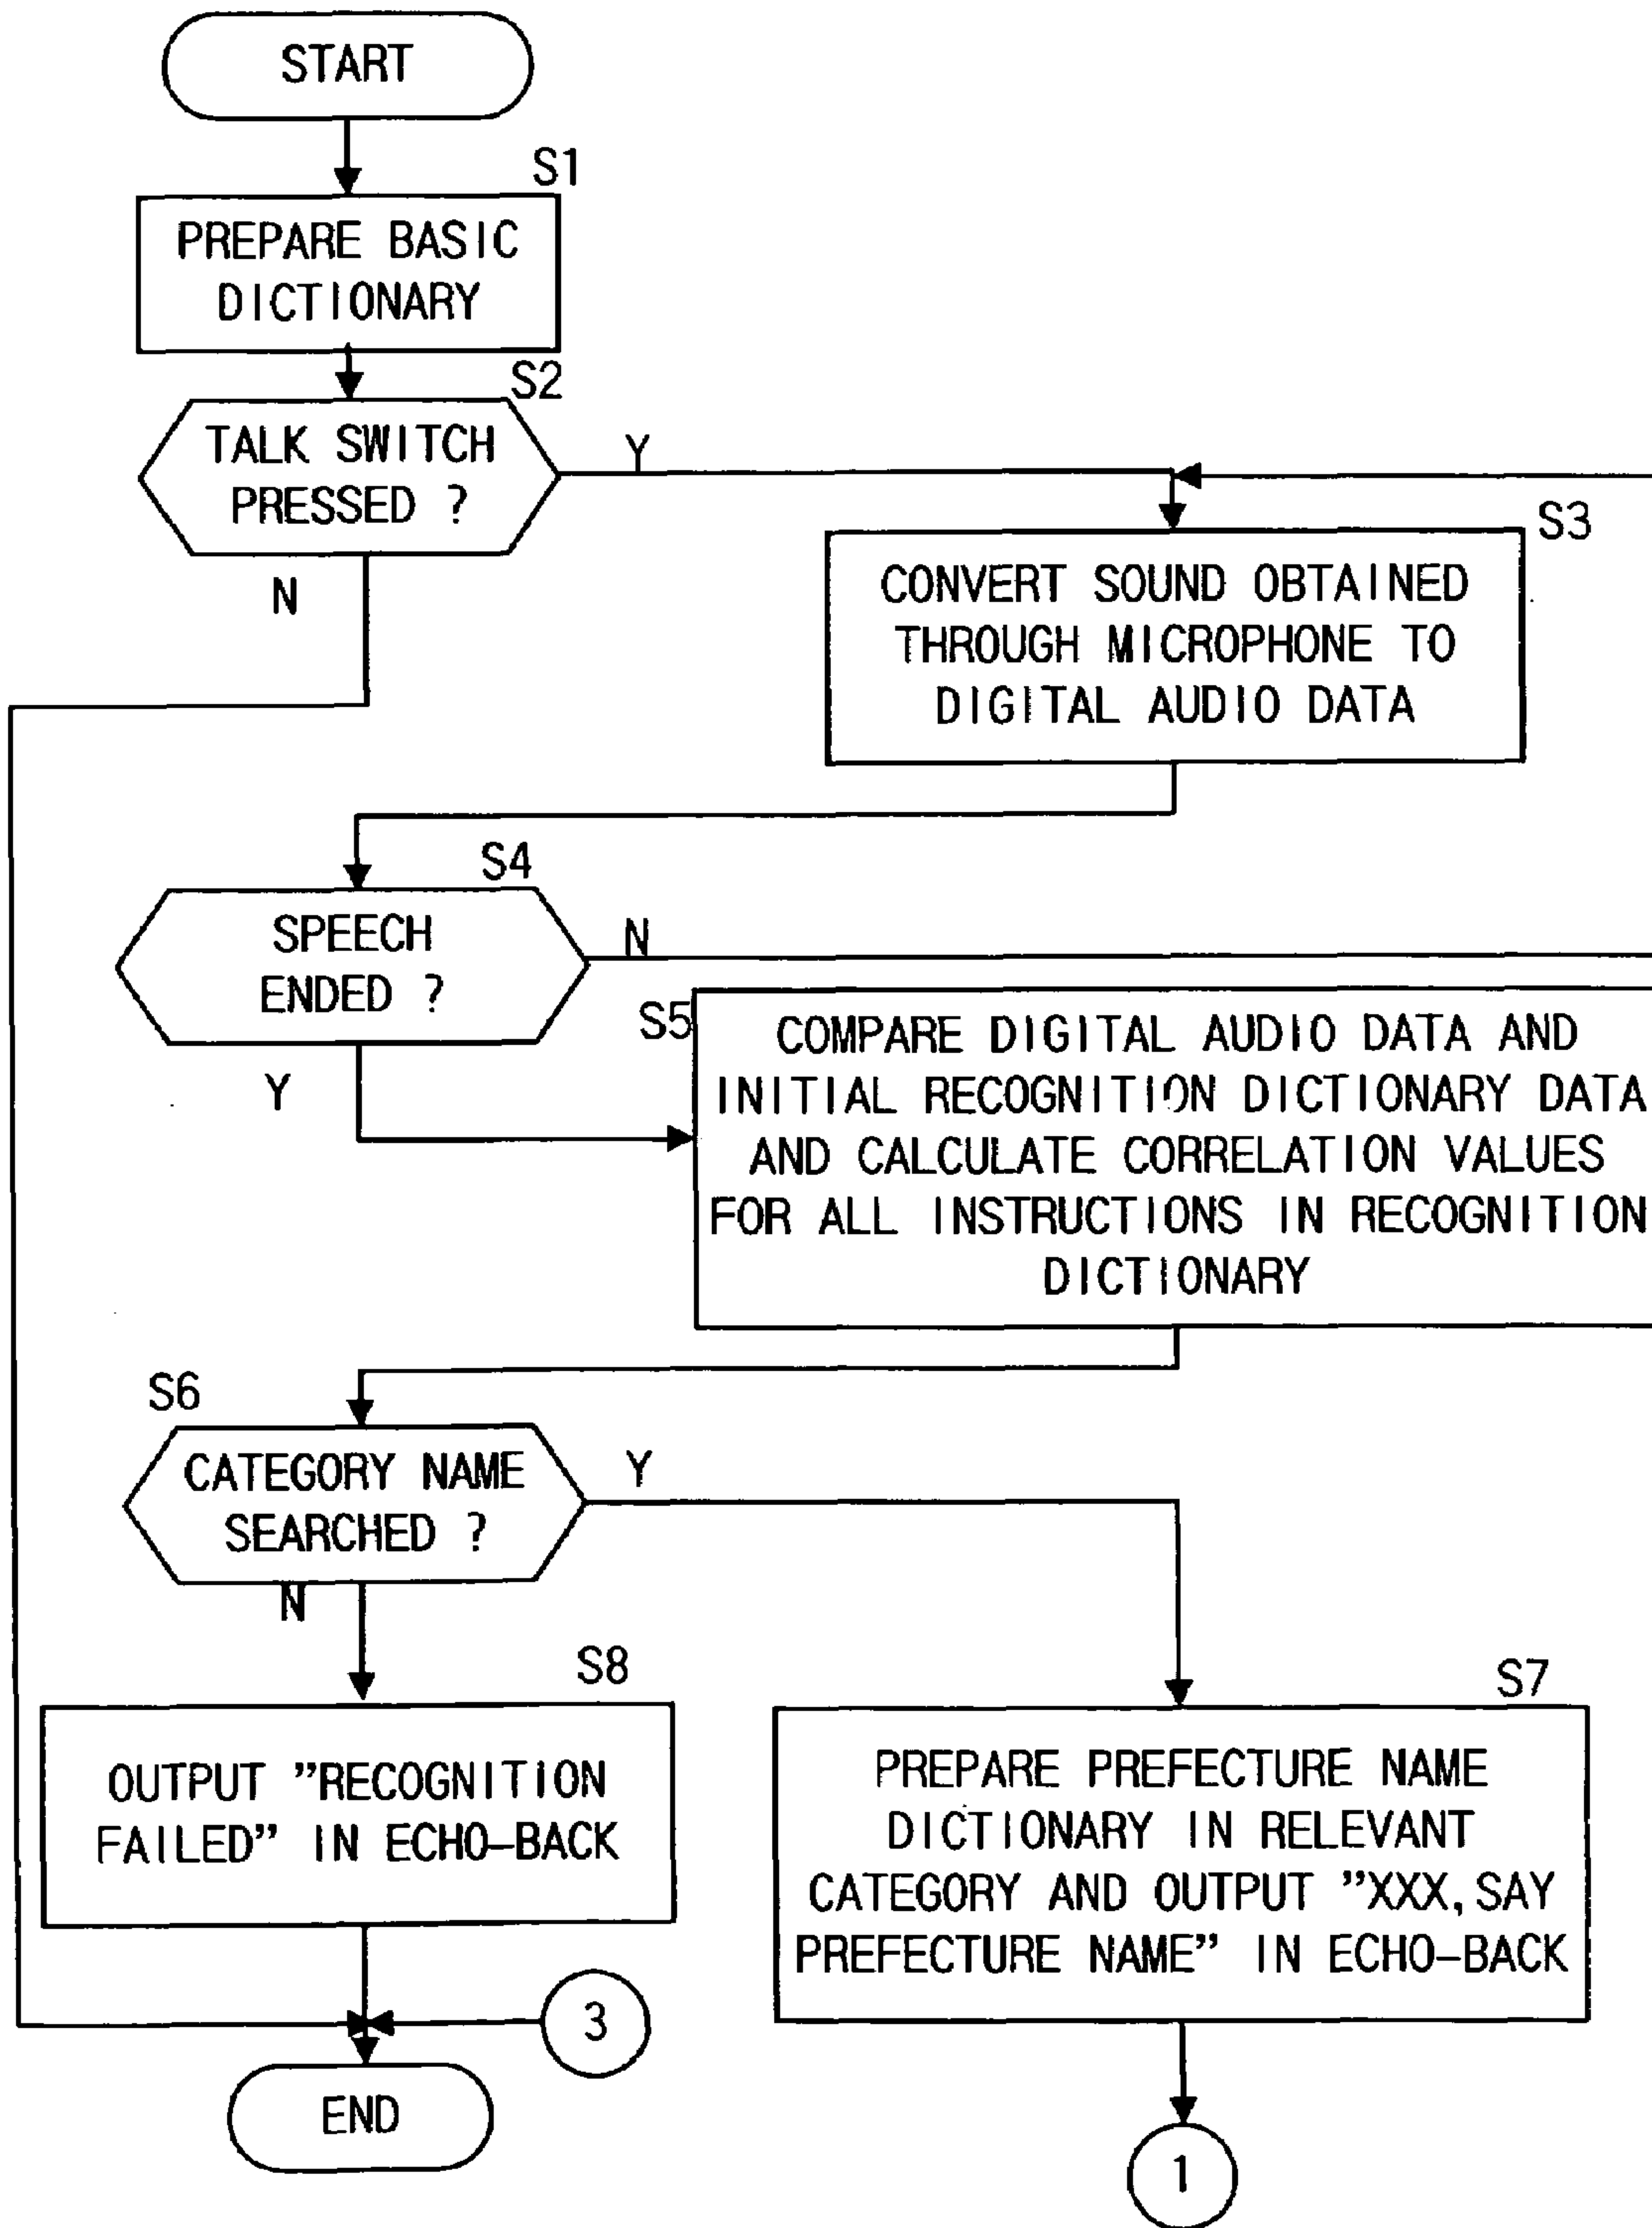 START
S1
PREPARE BASIC
DICTIONARY
S2
TALK SWITCH
PRESSED ?
Y
N
S3
CONVERT SOUND OBTAINED
THROUGH MICROPHONE TO
DIGITAL AUDIO DATA
S4
SPEECH
ENDED ?
N
Y
S5
COMPARE DIGITAL AUDIO DATA AND
INITIAL RECOGNITION DICTIONARY DATA
AND CALCULATE CORRELATION VALUES
FOR ALL INSTRUCTIONS IN RECOGNITION
DICTIONARY
S6
CATEGORY NAME
SEARCHED ?
Y
N
S8
OUTPUT "RECOGNITION
FAILED" IN ECHO-BACK
S7
PREPARE PREFECTURE NAME
DICTIONARY IN RELEVANT
CATEGORY AND OUTPUT "XXX, SAY
PREFECTURE NAME" IN ECHO-BACK
3
END
1